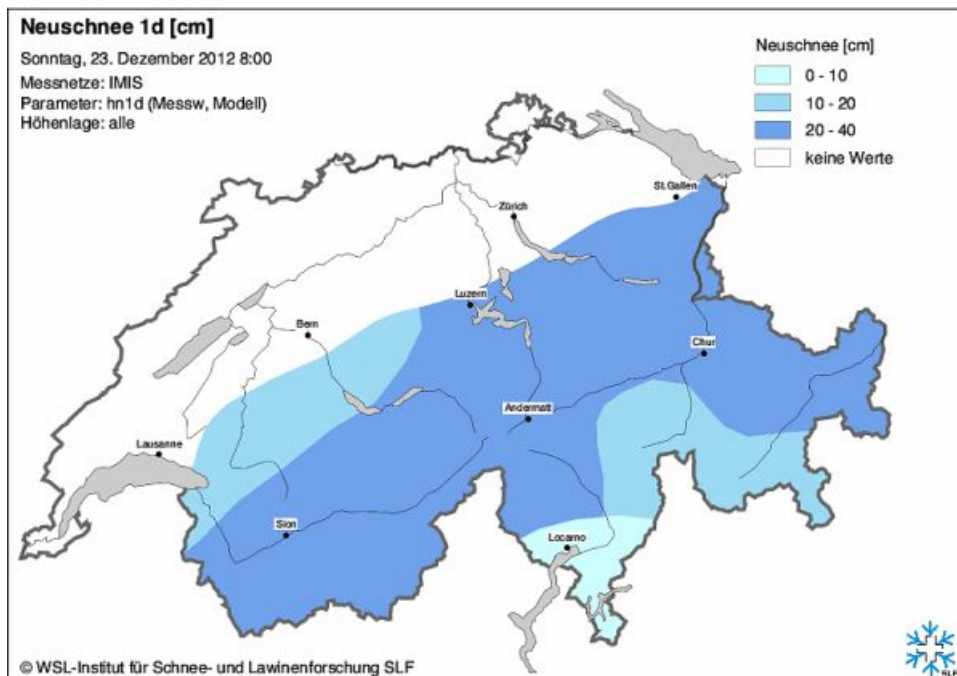 Neuschnee 1d [cm]
Sonntag, 23. Dezember 2012 8:00
Messnetze: IMIS
Parameter: hn1d (Messw, Modell)
Höhenlage: alle
Neuschnee [cm]
0 - 10
10 - 20
20 - 40
keine Werte
St.Gallen
Zürich
Luzern
Bern
Chur
Andermatt
Lausanne
Sion
Locarno
© WSL-Institut für Schnee- und Lawinenforschung SLF
SLF